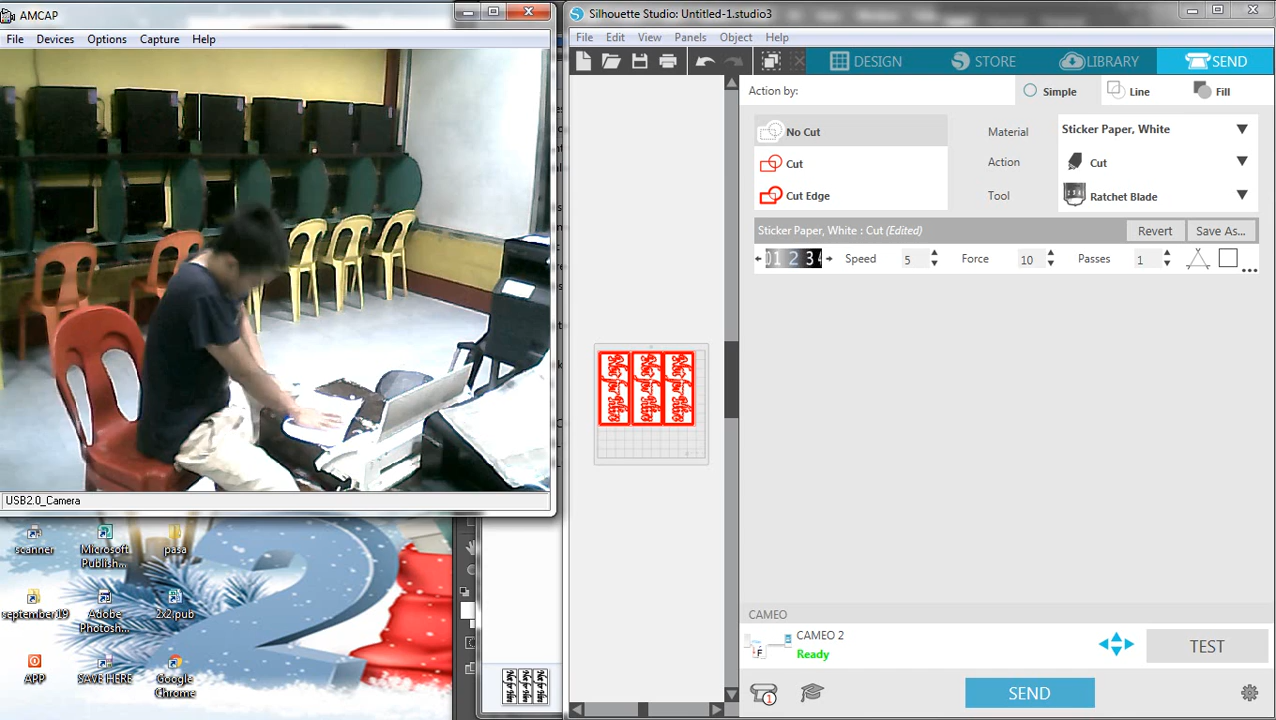 AMCAP
File Devices Options Capture Help
USB2.0_Camera
scanner
Microsoft Publish...
pasa
september19
Adobe Photosh...
2x2 pub
APP
SAVE HERE
Google Chrome
Silhouette Studio: Untitled-1.studio3
File Edit View Panels Object Help
DESIGN STORE LIBRARY SEND
Action by: Simple Line Fill
No Cut
Cut
Cut Edge
Material Sticker Paper, White
Action Cut
Tool Ratchet Blade
Sticker Paper, White : Cut (Edited) Revert Save As...
Speed 5 Force 10 Passes 1
CAMEO
CAMEO 2
Ready
TEST
SEND